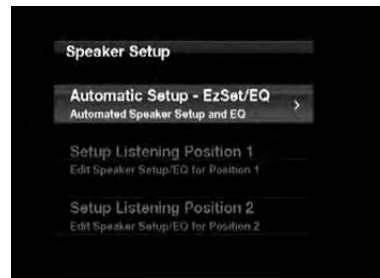 Speaker Setup
Automatic Setup - EzSet/EQ
Automated Speaker Setup and EQ
Setup Listening Position 1
Edit Speaker Setup/EQ for Position 1
Setup Listening Position 2
Edit Speaker Setup/EQ for Position 2